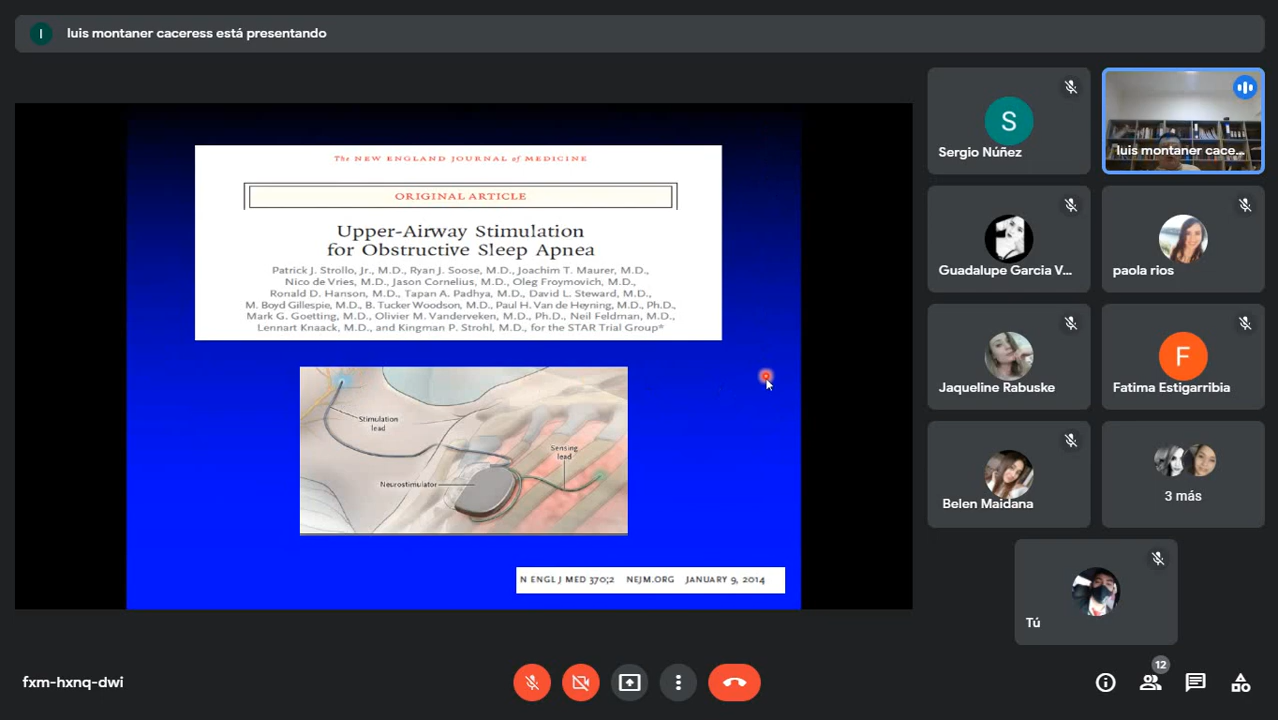 I
luis montaner caceress está presentando
The NEW ENGLAND JOURNAL of MEDICINE
ORIGINAL ARTICLE
Upper-Airway Stimulation
for Obstructive Sleep Apnea
Patrick J. Strollo, Jr., M.D., Ryan J. Soose, M.D., Joachim T. Maurer, M.D.,
Nico de Vries, M.D., Jason Cornelius, M.D., Oleg Froymovich, M.D.,
Ronald D. Hanson, M.D., Tapan A. Padhya, M.D., David L. Steward, M.D.,
M. Boyd Gillespie, M.D., B. Tucker Woodson, M.D., Paul H. Van de Heyning, M.D., Ph.D.,
Mark G. Goetting, M.D., Olivier M. Vanderveken, M.D., Ph.D., Neil Feldman, M.D.,
Lennart Knaack, M.D., and Kingman P. Strohl, M.D., for the STAR Trial Group*
Stimulation
lead
Sensing
lead
Neurostimulator
N ENGL J MED 370;2 NEJM.ORG JANUARY 9, 2014
S
Sergio Núñez
luis montaner cace...
Guadalupe Garcia V...
paola rios
Jaqueline Rabuske
F
Fatima Estigarribia
Belen Maidana
3 más
Tú
fxm-hxnq-dwi
12